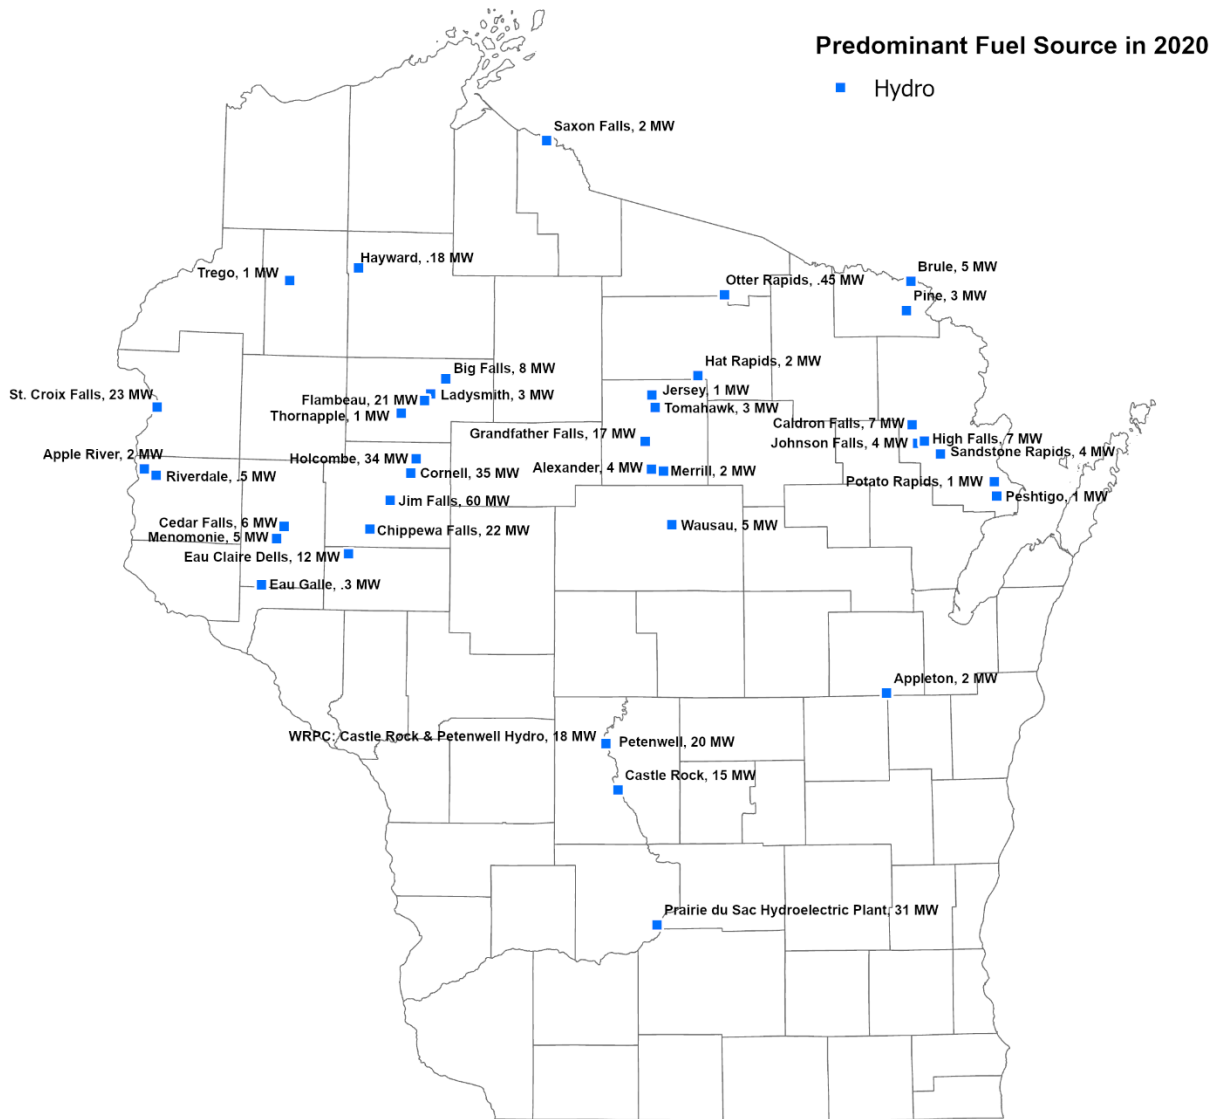 Predominant Fuel Source in 2020
Hydro
Saxon Falls, 2 MW
Hayward, .18 MW
Trego, 1 MW
Brule, 5 MW
Otter Rapids, .45 MW
Pine, 3 MW
Hat Rapids, 2 MW
Big Falls, 8 MW
St. Croix Falls, 23 MW
Flambeau, 21 MW
Ladysmith, 3 MW
Jersey, 1 MW
Thornapple, 1 MW
Tomahawk, 3 MW
Caldron Falls, 7 MW
Grandfather Falls, 17 MW
Johnson Falls, 4 MW
High Falls, 7 MW
Sandstone Rapids, 4 MW
Apple River, 2 MW
Holcombe, 34 MW
Riverdale, .5 MW
Cornell, 35 MW
Alexander, 4 MW
Merrill, 2 MW
Potato Rapids, 1 MW
Peshtigo, 1 MW
Jim Falls, 60 MW
Cedar Falls, 6 MW
Wausau, 5 MW
Menomonie, 5 MW
Chippewa Falls, 22 MW
Eau Claire Dells, 12 MW
Eau Galle, .3 MW
Appleton, 2 MW
WRPC: Castle Rock & Petenwell Hydro, 18 MW
Petenwell, 20 MW
Castle Rock, 15 MW
Prairie du Sac Hydroelectric Plant, 31 MW